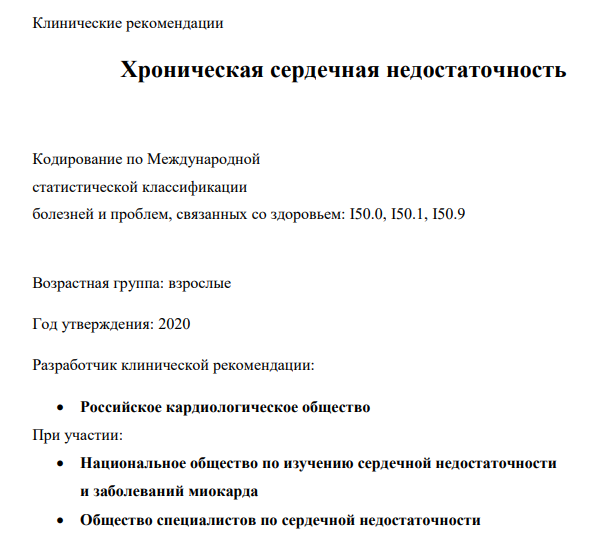 Клинические рекомендации
Хроническая сердечная недостаточность
Кодирование по Международной
статистической классификации
болезней и проблем, связанных со здоровьем: I50.0, I50.1, I50.9
Возрастная группа: взрослые
Год утверждения: 2020
Разработчик клинической рекомендации:
• Российское кардиологическое общество
При участии:
• Национальное общество по изучению сердечной недостаточности
и заболеваний миокарда
• Общество специалистов по сердечной недостаточности